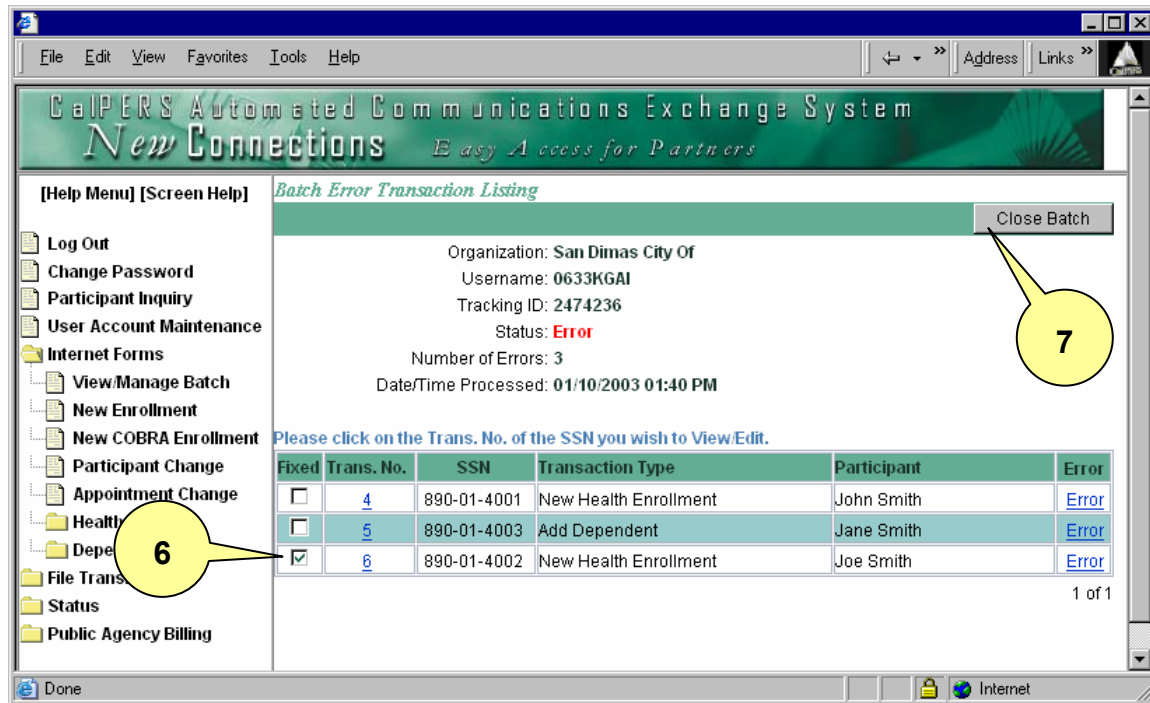 File Edit View Favorites Tools Help
Address Links
CalPERS Automated Communications Exchange System
New Connections Easy Access for Partners
[Help Menu] [Screen Help]
Log Out
Change Password
Participant Inquiry
User Account Maintenance
Internet Forms
View/Manage Batch
New Enrollment
New COBRA Enrollment
Participant Change
Appointment Change
Health
Depe
File Trans
Status
Public Agency Billing
6
Batch Error Transaction Listing
Close Batch
7
Organization: San Dimas City Of
Username: 0633KGAI
Tracking ID: 2474236
Status: Error
Number of Errors: 3
Date/Time Processed: 01/10/2003 01:40 PM
Please click on the Trans. No. of the SSN you wish to View/Edit.
Fixed Trans. No. SSN Transaction Type Participant Error
4 890-01-4001 New Health Enrollment John Smith Error
5 890-01-4003 Add Dependent Jane Smith Error
6 890-01-4002 New Health Enrollment Joe Smith Error
1 of 1
Done Internet